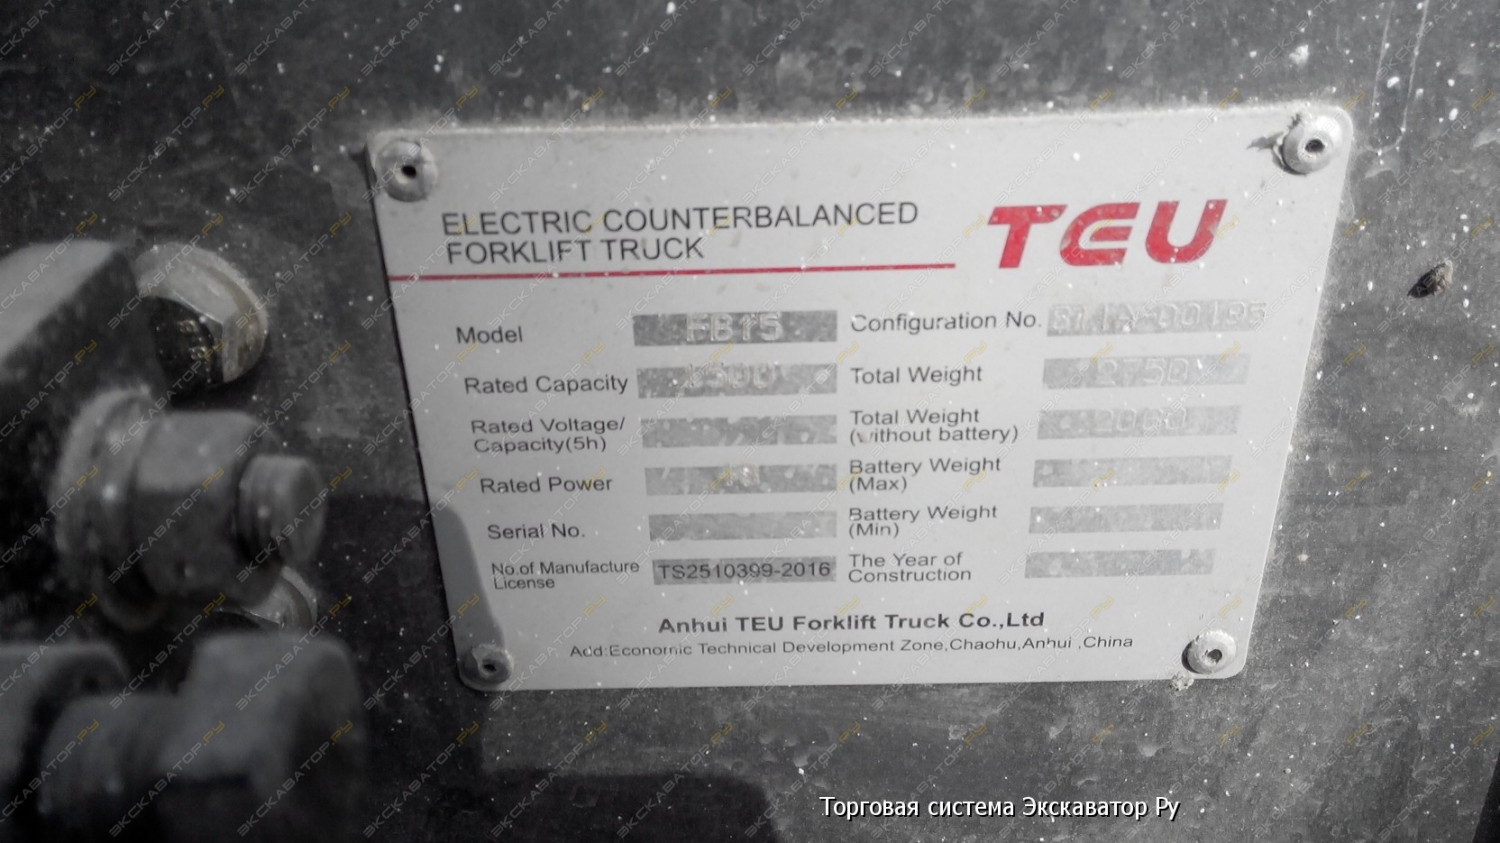 ELECTRIC COUNTERBALANCED
FORKLIFT TRUCK
TEU
Model FB15
Configuration No.
Rated Capacity
Total Weight
Rated Voltage/
Capacity(5h)
Total Weight
(without battery)
Rated Power
Battery Weight
(Max)
Serial No.
Battery Weight
(Min)
No.of Manufacture
License
TS2510399-2016
The Year of
Construction
Anhui TEU Forklift Truck Co.,Ltd
Add:Economic Technical Development Zone,Chaohu,Anhui ,China
Торговая система Экскаватор Ру
ЭКСКАВАТОР.РУ